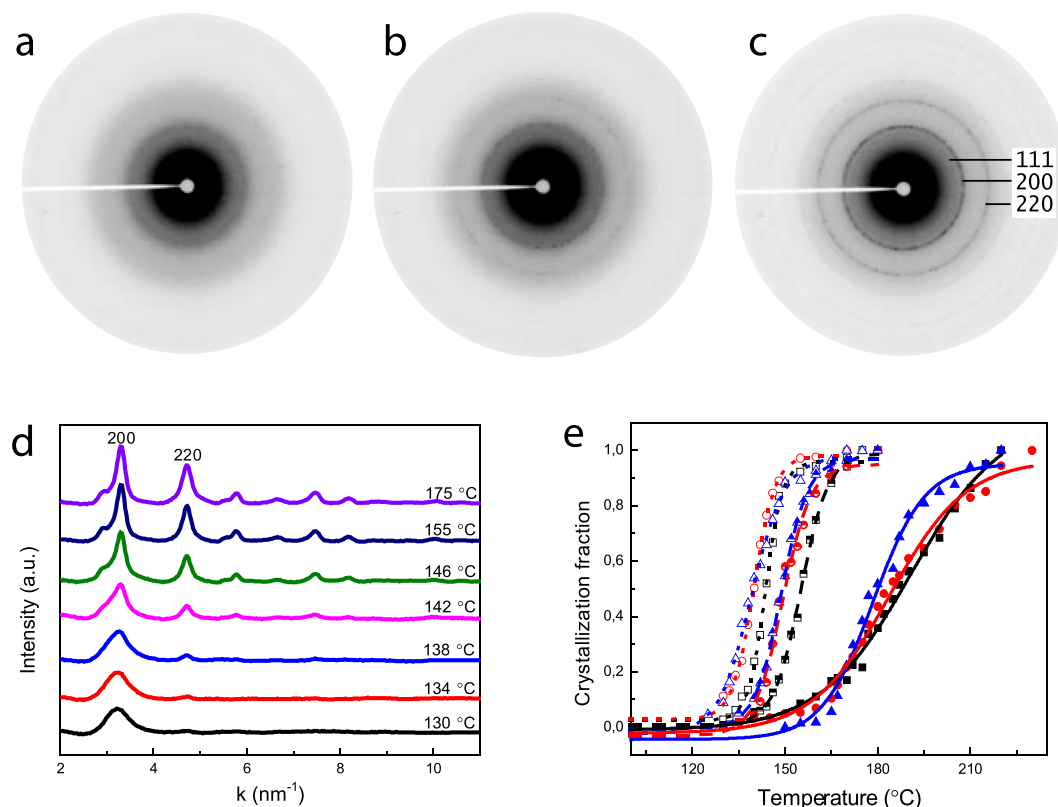 a
b
c
111
200
220
d
200
220
175 °C
155 °C
146 °C
142 °C
138 °C
134 °C
130 °C
Intensity (a.u.)
2
4
6
8
10
k (nm⁻¹)
e
1,0
0,8
0,6
0,4
0,2
0,0
Crystallization fraction
120
150
180
210
Temperature (°C)